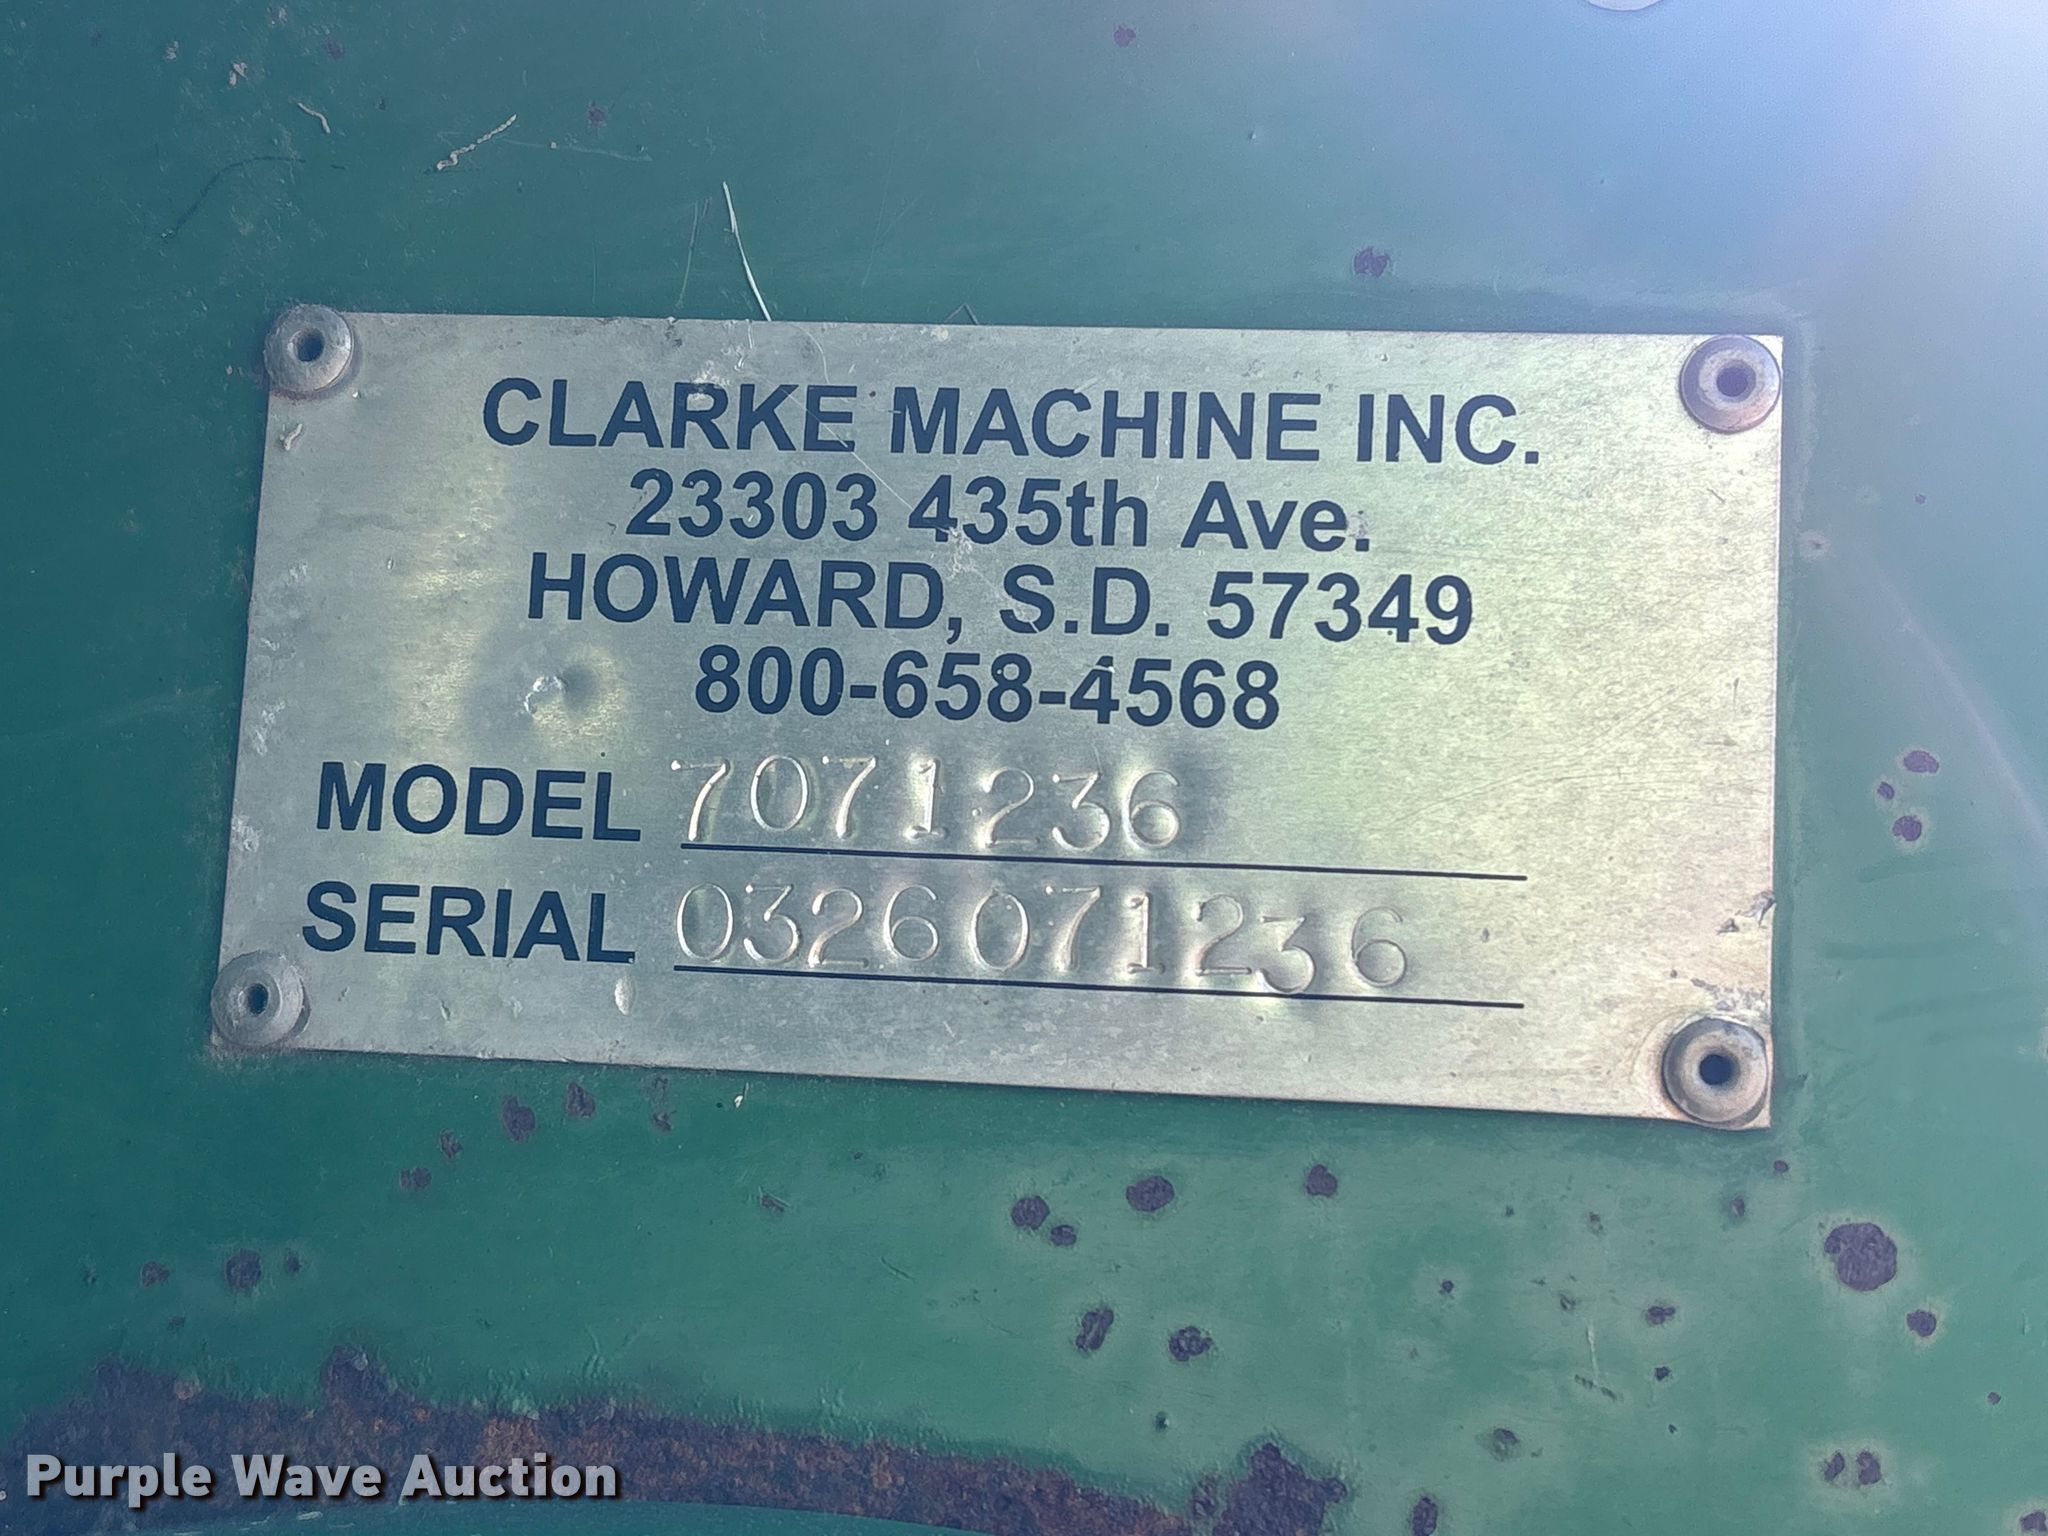 CLARKE MACHINE INC.
23303 435th Ave.
HOWARD, S.D. 57349
800-658-4568
MODEL 7071236
SERIAL 0326071236
Purple Wave Auction